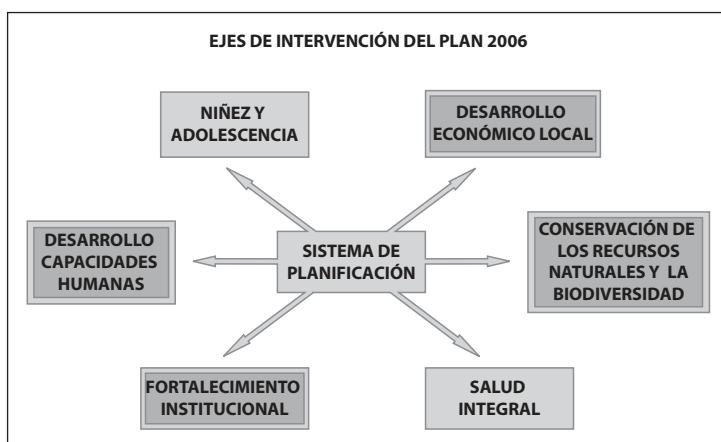 EJES DE INTERVENCIÓN DEL PLAN 2006
NIÑEZ Y
ADOLESCENCIA
DESARROLLO
ECONÓMICO LOCAL
DESARROLLO
CAPACIDADES
HUMANAS
SISTEMA DE
PLANIFICACIÓN
CONSERVACIÓN DE
LOS RECURSOS
NATURALES Y LA
BIODIVERSIDAD
FORTALECIMIENTO
INSTITUCIONAL
SALUD
INTEGRAL